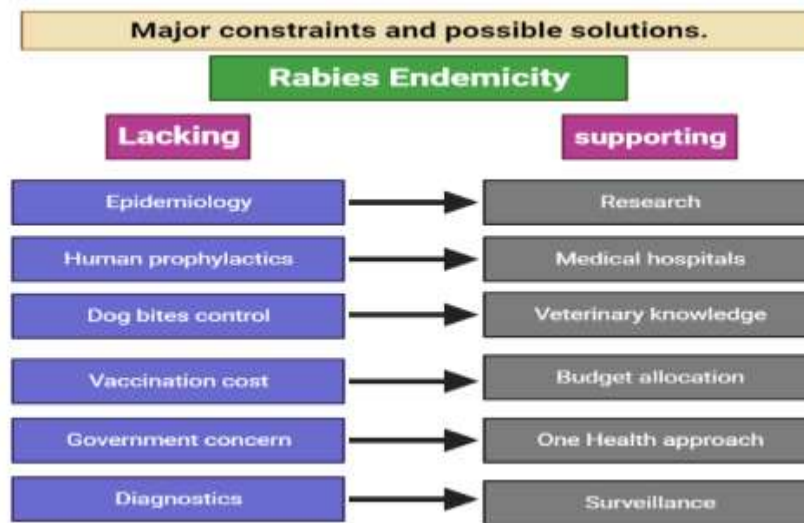 Major constraints and possible solutions.
Rabies Endemicity
Lacking
supporting
Epidemiology
Research
Human prophylactics
Medical hospitals
Dog bites control
Veterinary knowledge
Vaccination cost
Budget allocation
Government concern
One Health approach
Diagnostics
Surveillance